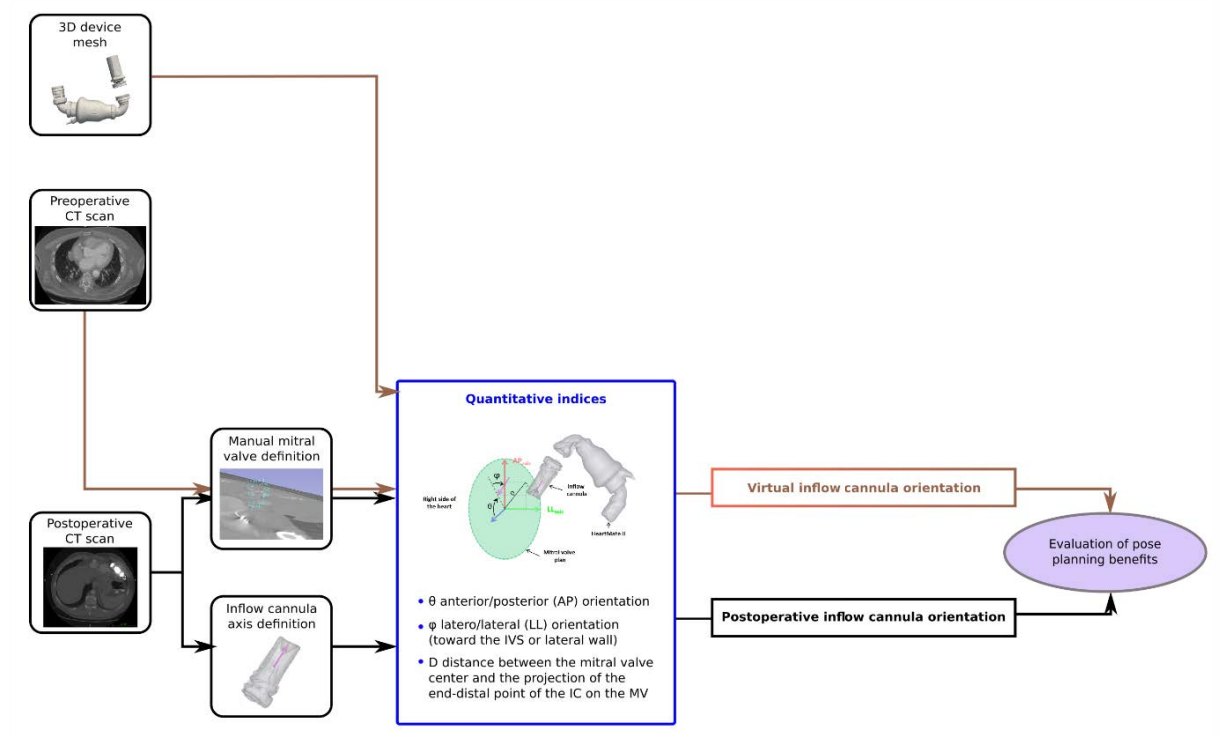 3D device
mesh
Preoperative
CT scan
Manual mitral
valve definition
Postoperative
CT scan
Inflow cannula
axis definition
Quantitative indices
φ
θ
Right side of
the heart
Inflow
cannula
HeartMate II
Mitral valve
plan
• θ anterior/posterior (AP) orientation
• φ latero/lateral (LL) orientation
(toward the IVS or lateral wall)
• D distance between the mitral valve
center and the projection of the
end-distal point of the IC on the MV
Virtual inflow cannula orientation
Postoperative inflow cannula orientation
Evaluation of pose
planning benefits